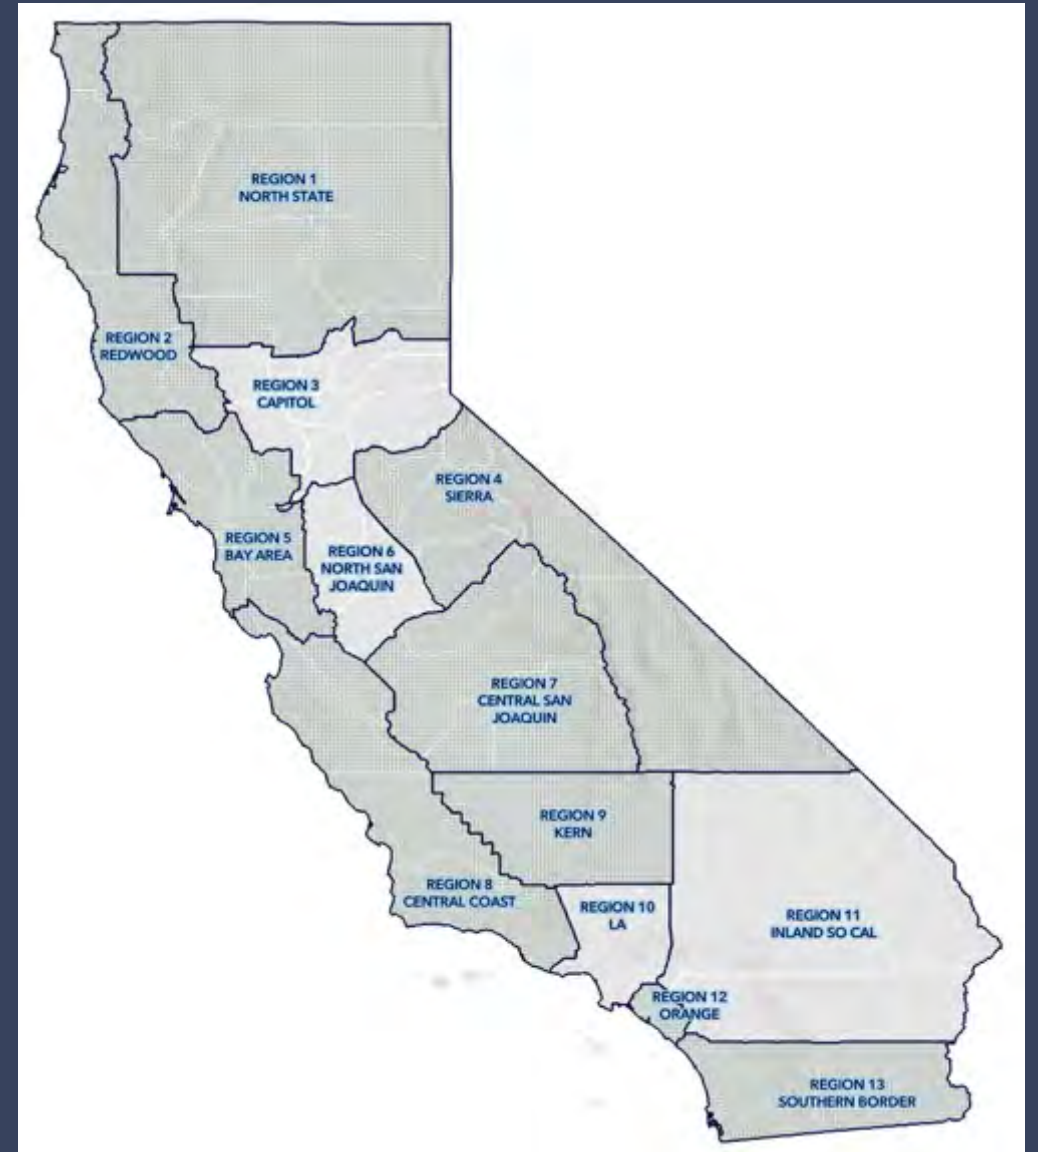 REGION 1
NORTH STATE
REGION 2
REDWOOD
REGION 3
CAPITOL
REGION 4
SIERRA
REGION 5
BAY AREA
REGION 6
NORTH SAN
JOAQUIN
REGION 7
CENTRAL SAN
JOAQUIN
REGION 8
CENTRAL COAST
REGION 9
KERN
REGION 10
LA
REGION 11
INLAND SO CAL
REGION 12
ORANGE
REGION 13
SOUTHERN BORDER